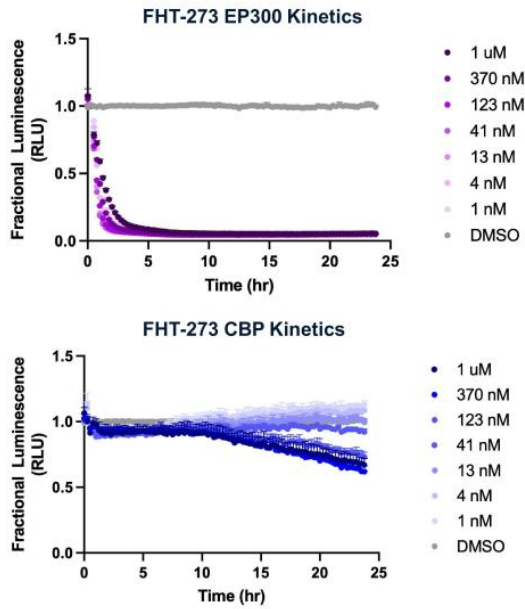 FHT-273 EP300 Kinetics
Fractional Luminescence
(RLU)
1.5
1.0
0.5
0.0
0
5
10
15
20
25
Time (hr)
1 uM
370 nM
123 nM
41 nM
13 nM
4 nM
1 nM
DMSO
FHT-273 CBP Kinetics
Fractional Luminescence
(RLU)
1.5
1.0
0.5
0.0
0
5
10
15
20
25
Time (hr)
1 uM
370 nM
123 nM
41 nM
13 nM
4 nM
1 nM
DMSO